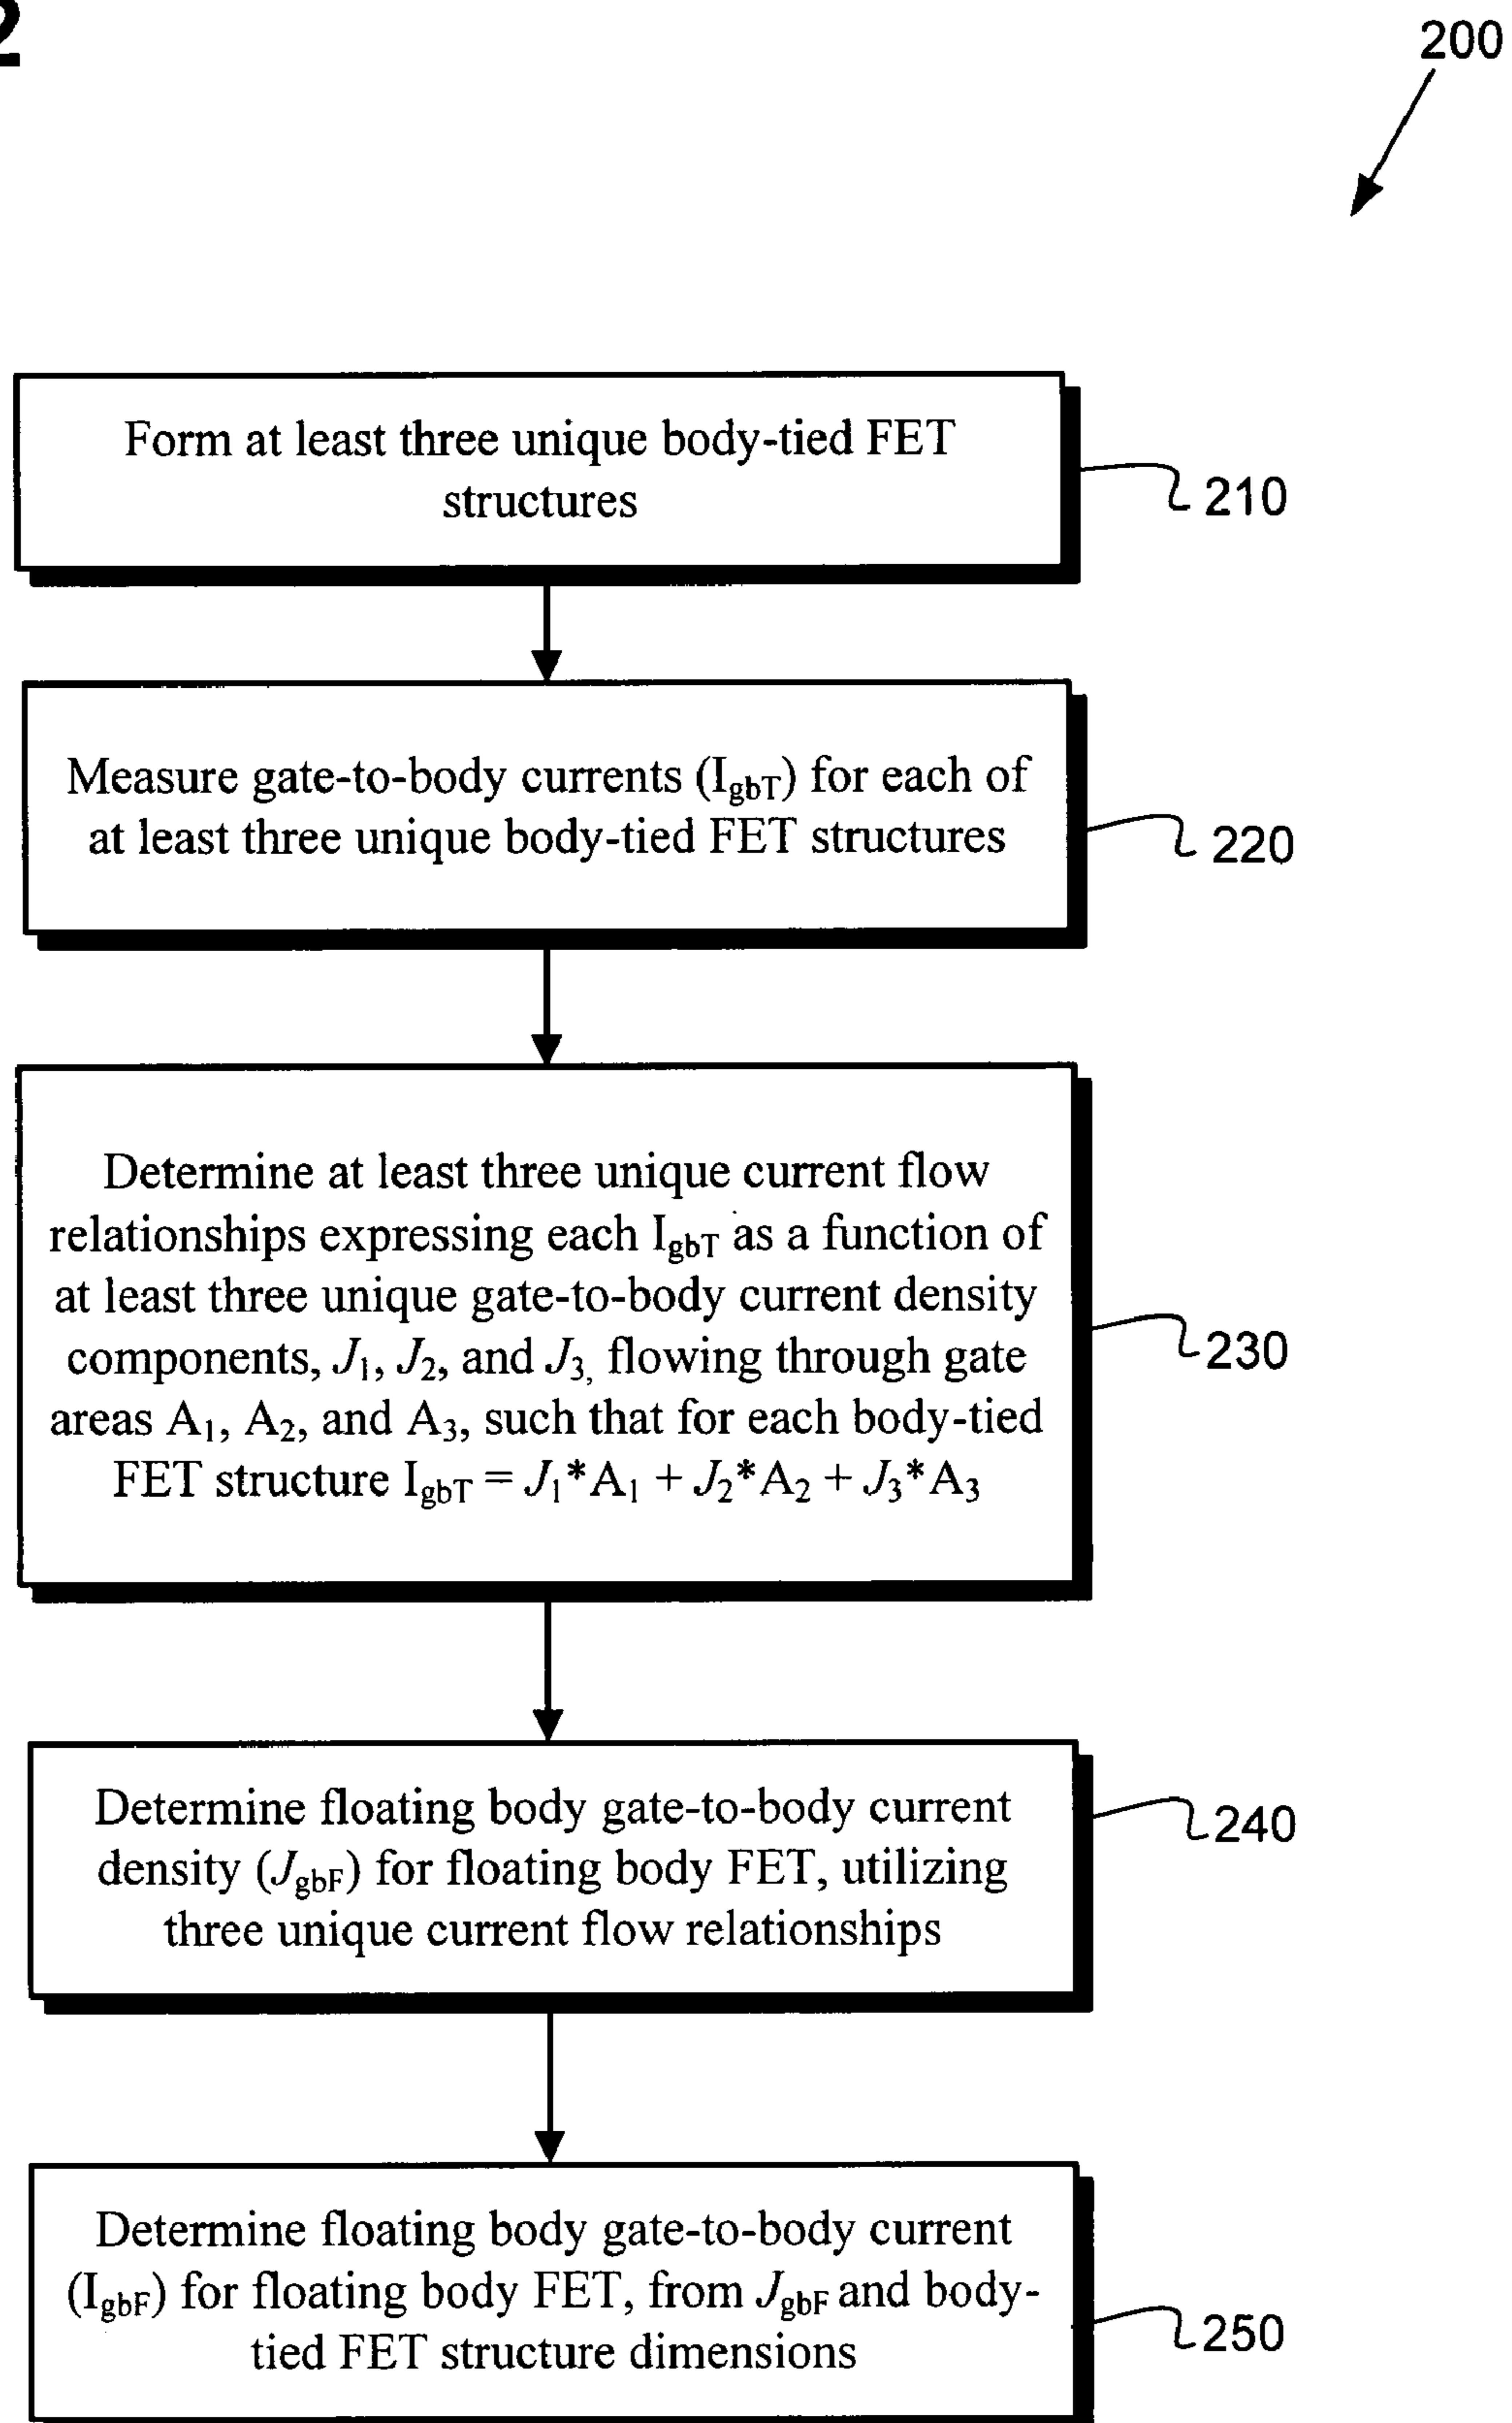 2
200
Form at least three unique body-tied FET
structures
210
Measure gate-to-body currents (I_gbT) for each of
at least three unique body-tied FET structures
220
Determine at least three unique current flow
relationships expressing each I_gbT as a function of
at least three unique gate-to-body current density
components, J₁, J₂, and J₃, flowing through gate
areas A₁, A₂, and A₃, such that for each body-tied
FET structure I_gbT = J₁*A₁ + J₂*A₂ + J₃*A₃
230
Determine floating body gate-to-body current
density (J_gbF) for floating body FET, utilizing
three unique current flow relationships
240
Determine floating body gate-to-body current
(I_gbF) for floating body FET, from J_gbF and body-
tied FET structure dimensions
250